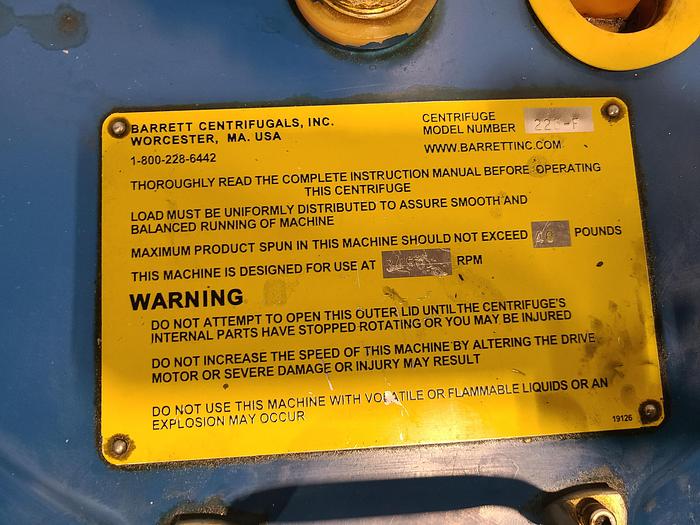 BARRETT CENTRIFUGALS, INC.
WORCESTER, MA. USA
1-800-228-6442
CENTRIFUGE
MODEL NUMBER
WWW.BARRETTINC.COM
THOROUGHLY READ THE COMPLETE INSTRUCTION MANUAL BEFORE OPERATING
THIS CENTRIFUGE
LOAD MUST BE UNIFORMLY DISTRIBUTED TO ASSURE SMOOTH AND
BALANCED RUNNING OF MACHINE
MAXIMUM PRODUCT SPUN IN THIS MACHINE SHOULD NOT EXCEED POUNDS
THIS MACHINE IS DESIGNED FOR USE AT RPM
WARNING
DO NOT ATTEMPT TO OPEN THIS OUTER LID UNTIL THE CENTRIFUGE'S
INTERNAL PARTS HAVE STOPPED ROTATING OR YOU MAY BE INJURED
DO NOT INCREASE THE SPEED OF THIS MACHINE BY ALTERING THE DRIVE
MOTOR OR SEVERE DAMAGE OR INJURY MAY RESULT
DO NOT USE THIS MACHINE WITH VOLATILE OR FLAMMABLE LIQUIDS OR AN
EXPLOSION MAY OCCUR
19126